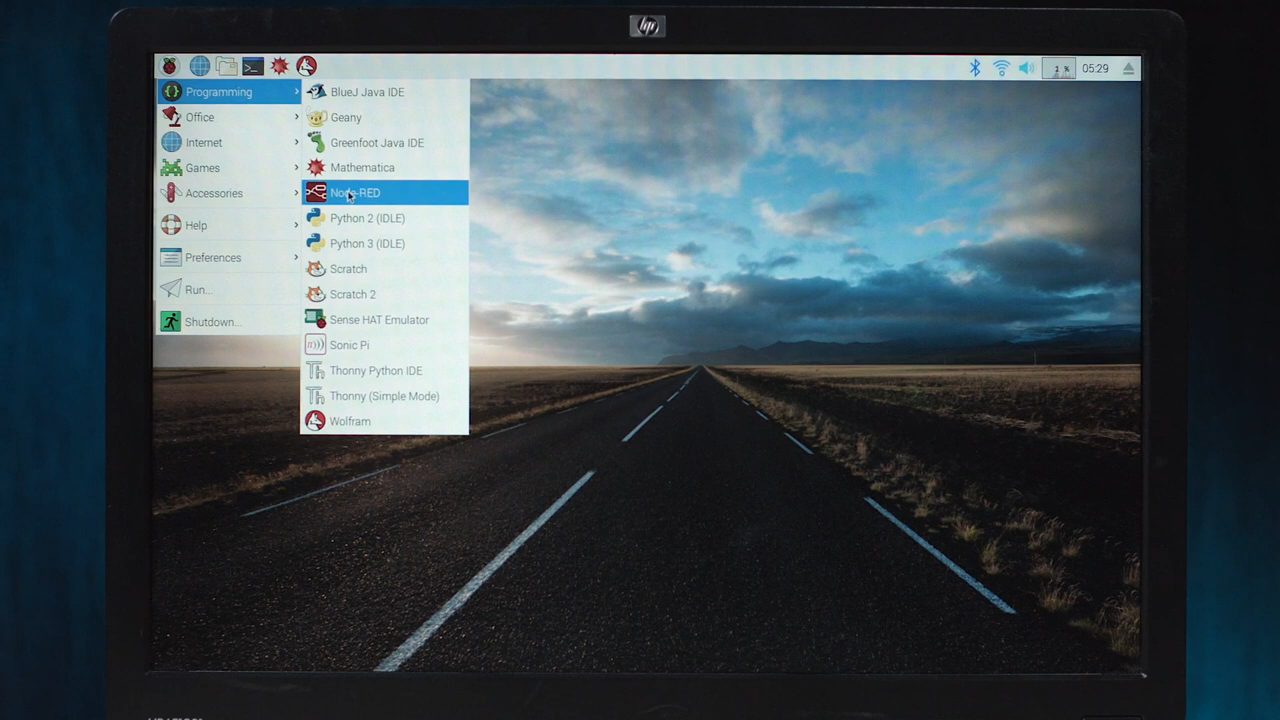 hp
1 %
05:29
Programming
Office
Internet
Games
Accessories
Help
Preferences
Run...
Shutdown...
BlueJ Java IDE
Geany
Greenfoot Java IDE
Mathematica
Node-RED
Python 2 (IDLE)
Python 3 (IDLE)
Scratch
Scratch 2
Sense HAT Emulator
Sonic Pi
Thonny Python IDE
Thonny (Simple Mode)
Wolfram